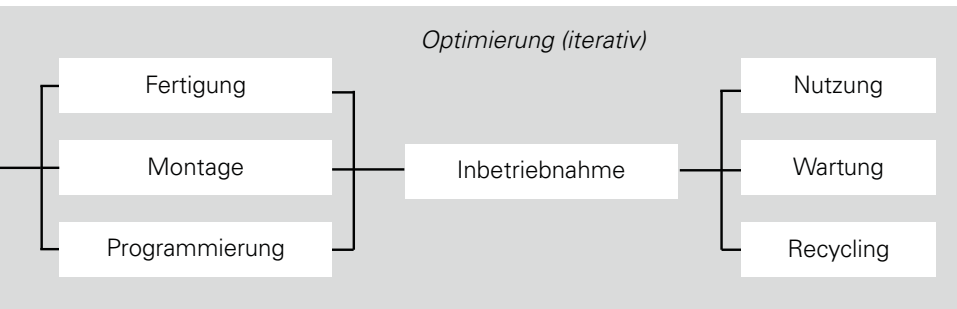 Optimierung (iterativ)
Fertigung
Montage
Programmierung
Inbetriebnahme
Nutzung
Wartung
Recycling